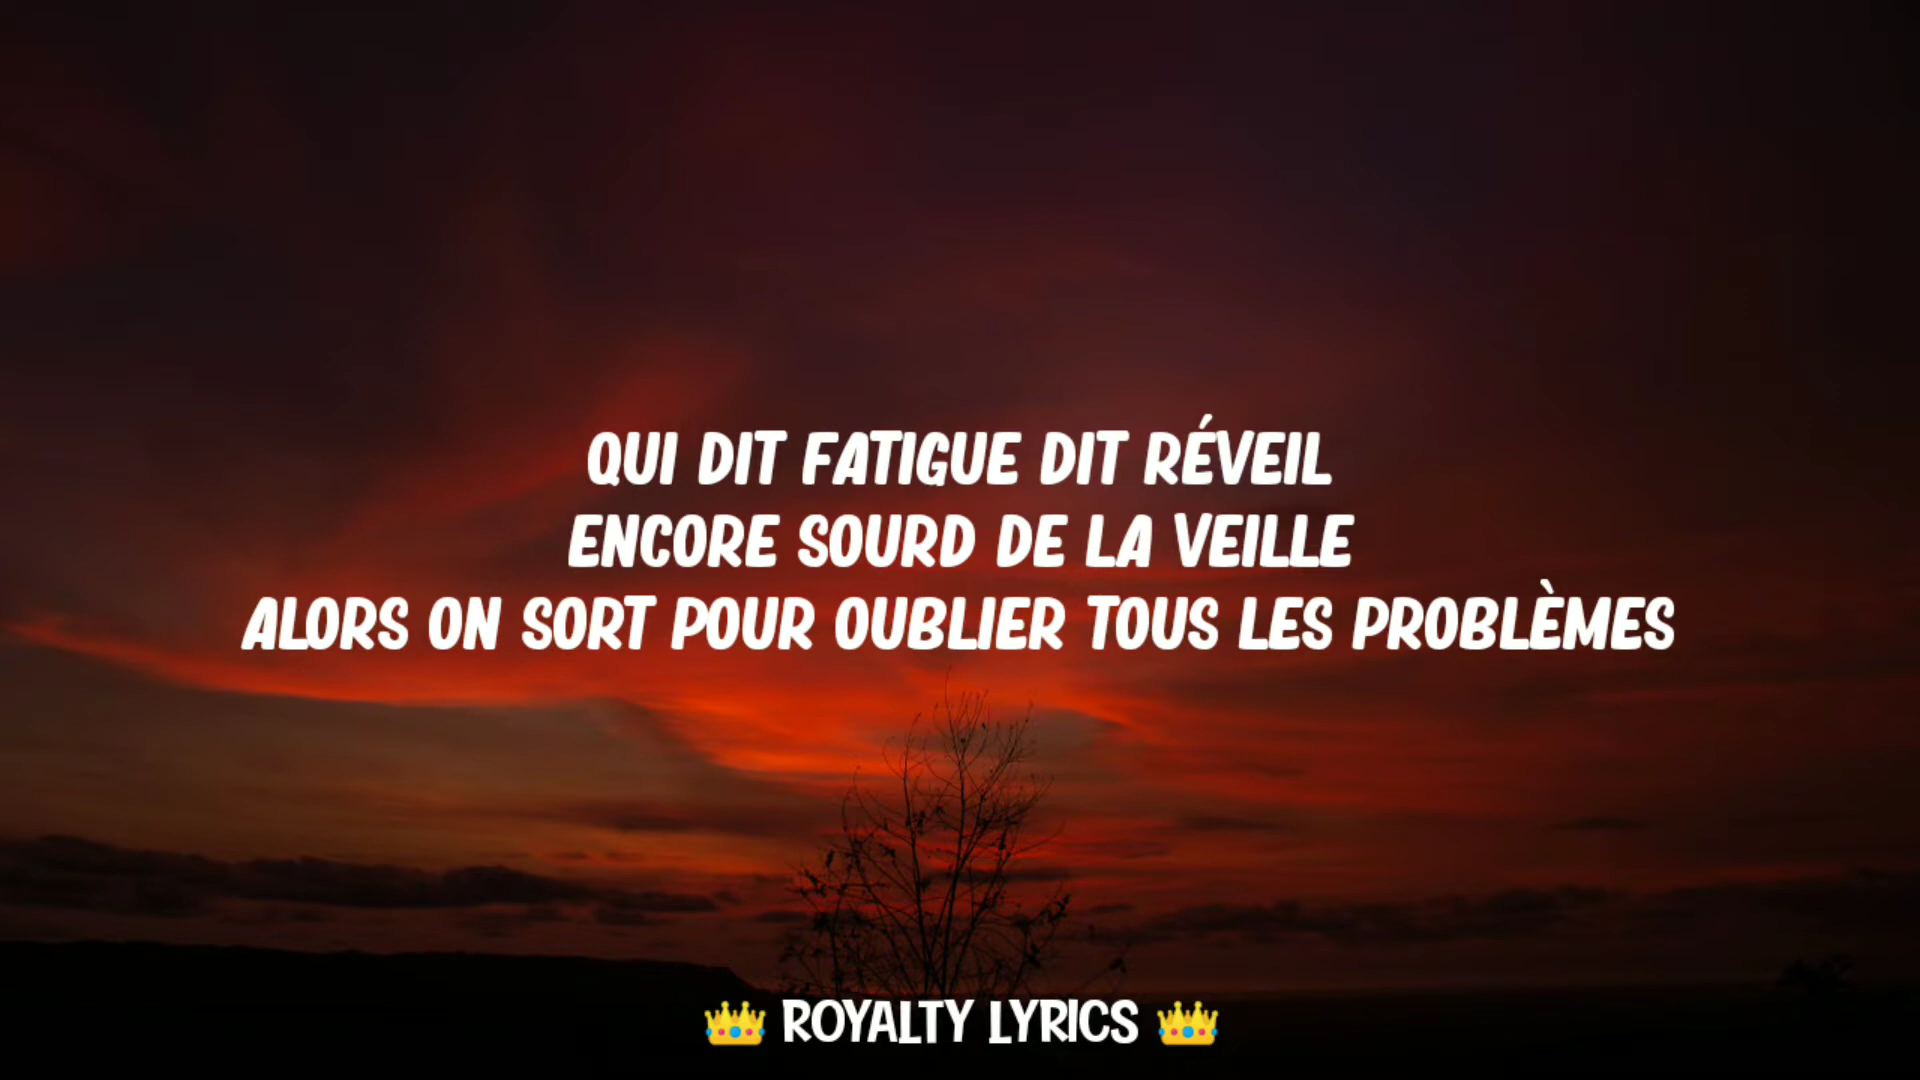 QUI DIT FATIGUE DIT RÉVEIL
ENCORE SOURD DE LA VEILLE
ALORS ON SORT POUR OUBLIER TOUS LES PROBLÈMES
👑 ROYALTY LYRICS 👑